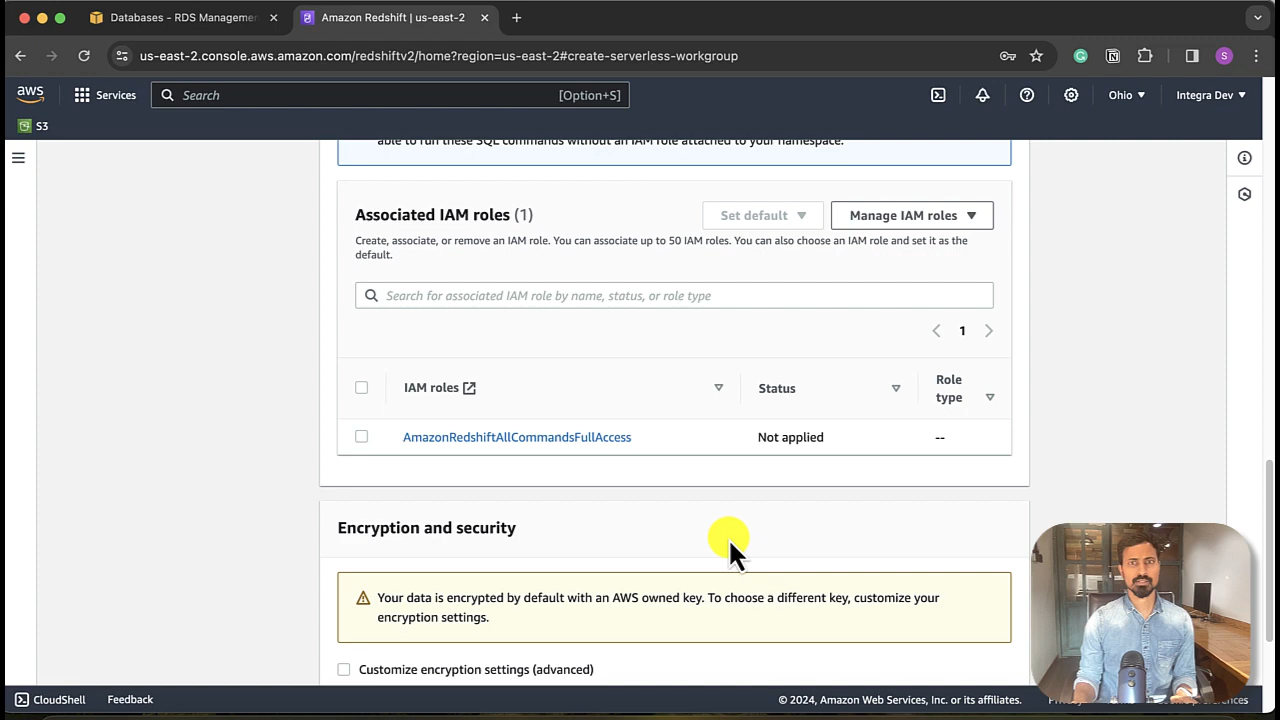 Databases - RDS Managemen
Amazon Redshift | us-east-2
us-east-2.console.aws.amazon.com/redshiftv2/home?region=us-east-2#create-serverless-workgroup
S
aws
Services
Search
[Option+S]
Ohio
Integra Dev
S3
able to run these SQL commands without an IAM role attached to your namespace.
Associated IAM roles (1)
Set default
Manage IAM roles
Create, associate, or remove an IAM role. You can associate up to 50 IAM roles. You can also choose an IAM role and set it as the
default.
Search for associated IAM role by name, status, or role type
1
IAM roles
Status
Role
type
AmazonRedshiftAllCommandsFullAccess
Not applied
--
Encryption and security
Your data is encrypted by default with an AWS owned key. To choose a different key, customize your
encryption settings.
Customize encryption settings (advanced)
CloudShell
Feedback
© 2024, Amazon Web Services, Inc. or its affiliates.